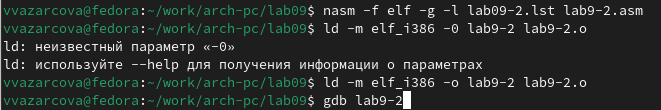 vvazarcova@fedora:~/work/arch-pc/lab09$ nasm -f elf -g -l lab09-2.lst lab9-2.asm
vvazarcova@fedora:~/work/arch-pc/lab09$ ld -m elf_i386 -0 lab9-2 lab9-2.o
ld: неизвестный параметр «-0»
ld: используйте --help для получения информации о параметрах
vvazarcova@fedora:~/work/arch-pc/lab09$ ld -m elf_i386 -o lab9-2 lab9-2.o
vvazarcova@fedora:~/work/arch-pc/lab09$ gdb lab9-2